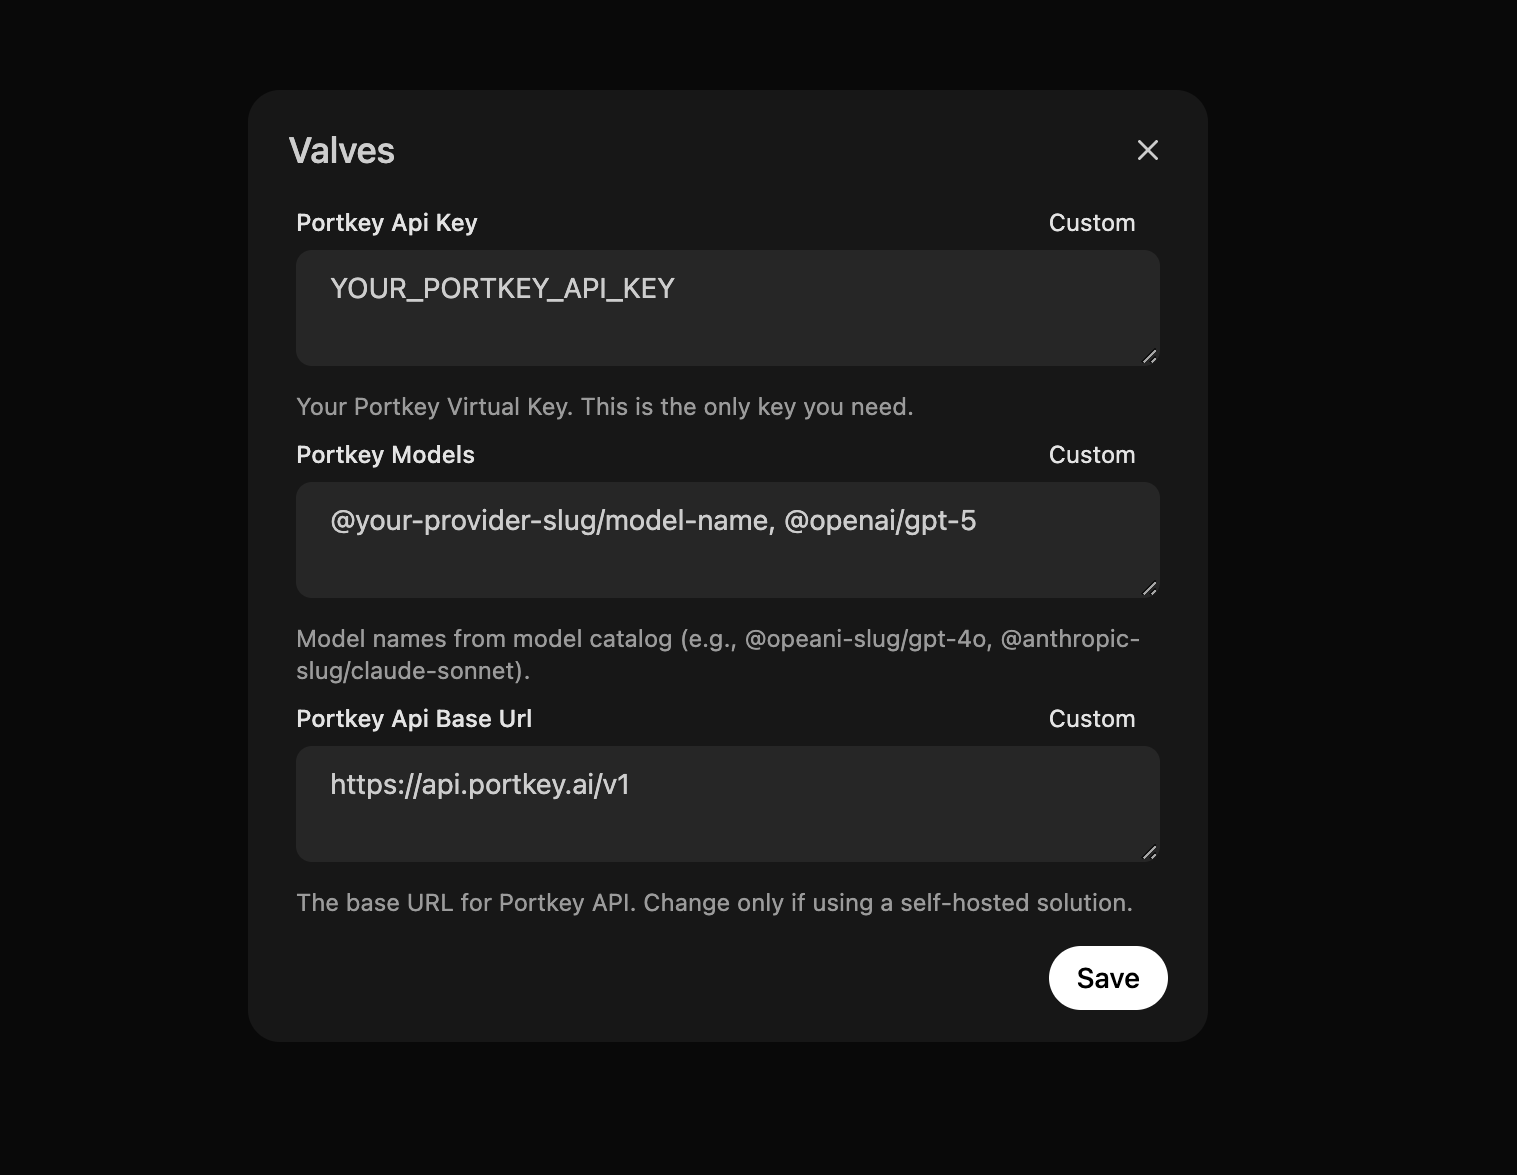 Valves
Portkey Api Key Custom
YOUR_PORTKEY_API_KEY
Your Portkey Virtual Key. This is the only key you need.
Portkey Models Custom
@your-provider-slug/model-name, @openai/gpt-5
Model names from model catalog (e.g., @opeani-slug/gpt-4o, @anthropic-
slug/claude-sonnet).
Portkey Api Base Url Custom
https://api.portkey.ai/v1
The base URL for Portkey API. Change only if using a self-hosted solution.
Save